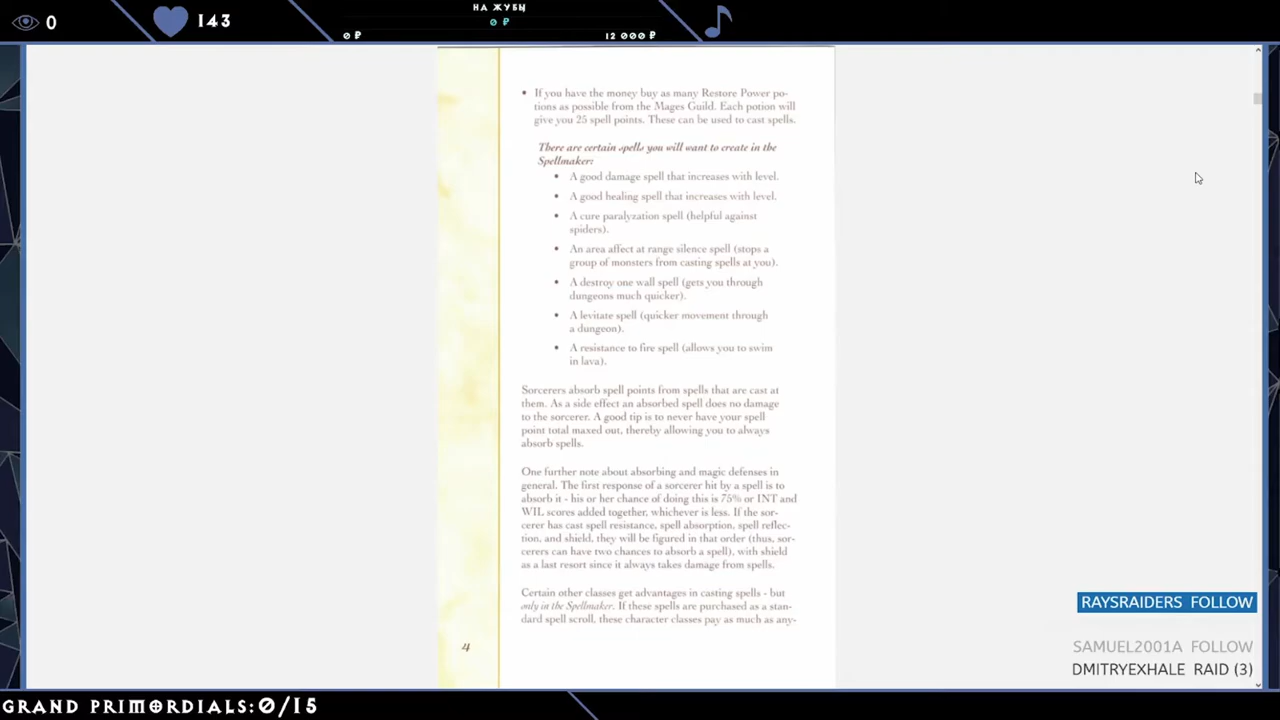 0
143
НА ЖУБЫ
0 ₽
0 ₽
12 000 ₽
• If you have the money buy as many Restore Power po-
tions as possible from the Mages Guild. Each potion will
give you 25 spell points. These can be used to cast spells.
There are certain spells you will want to create in the
Spellmaker:
• A good damage spell that increases with level.
• A good healing spell that increases with level.
• A cure paralyzation spell (helpful against
spiders).
• An area affect at range silence spell (stops a
group of monsters from casting spells at you).
• A destroy one wall spell (gets you through
dungeons much quicker).
• A levitate spell (quicker movement through
a dungeon).
• A resistance to fire spell (allows you to swim
in lava).
Sorcerers absorb spell points from spells that are cast at
them. As a side effect an absorbed spell does no damage
to the sorcerer. A good tip is to never have your spell
point total maxed out, thereby allowing you to always
absorb spells.
One further note about absorbing and magic defenses in
general. The first response of a sorcerer hit by a spell is to
absorb it - his or her chance of doing this is 75% or INT and
WIL scores added together, whichever is less. If the sor-
cerer has cast spell resistance, spell absorption, spell reflec-
tion, and shield, they will be figured in that order (thus, sor-
cerers can have two chances to absorb a spell), with shield
as a last resort since it always takes damage from spells.
Certain other classes get advantages in casting spells - but
only in the Spellmaker. If these spells are purchased as a stan-
dard spell scroll, these character classes pay as much as any-
4
RAYSRAIDERS FOLLOW
SAMUEL2001A FOLLOW
DMITRYEXHALE RAID (3)
GRAND PRIMORDIALS:0/15